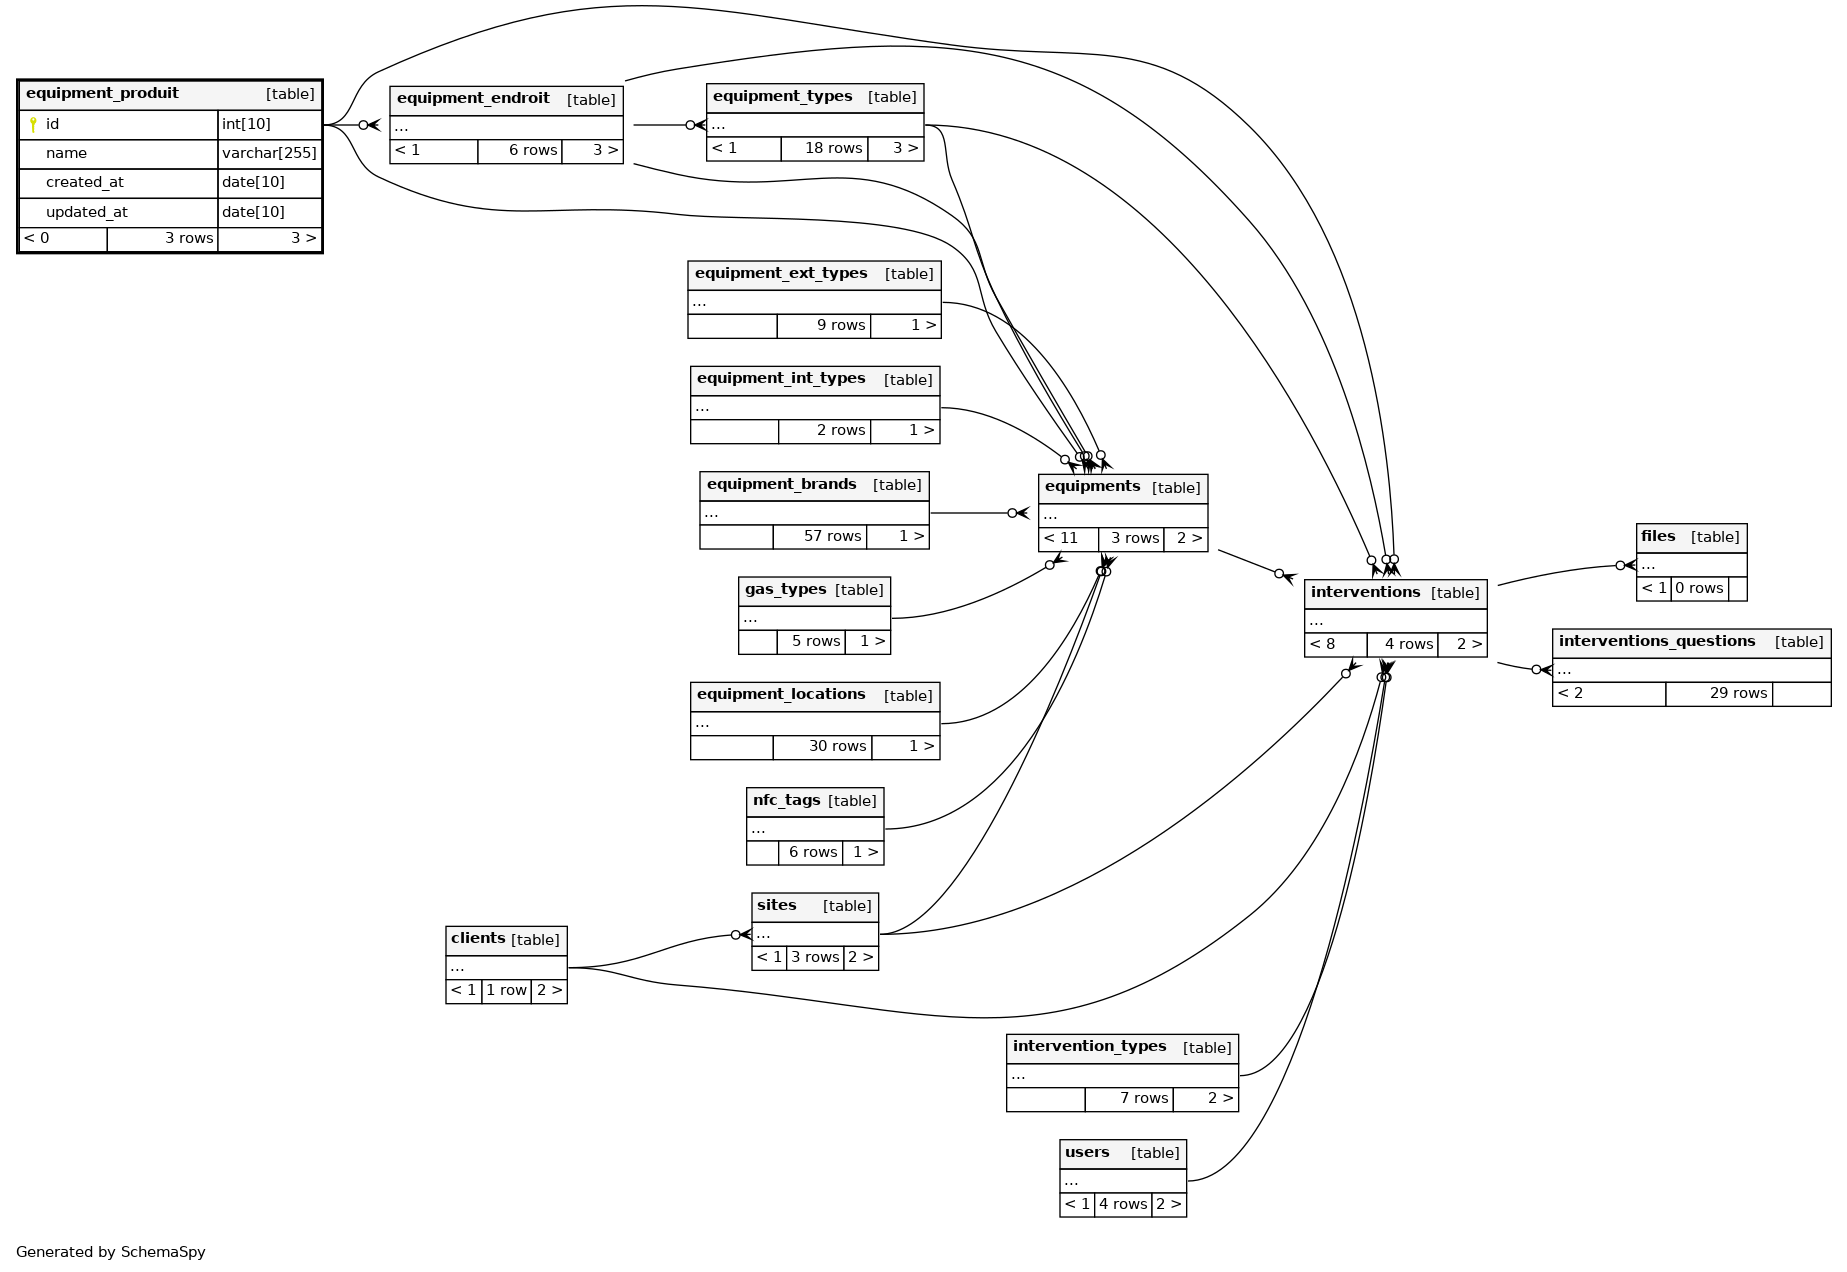 equipment_produit [table]
id int[10]
name varchar[255]
created_at date[10]
updated_at date[10]
< 0 3 rows 3 >
equipment_endroit [table]
...
< 1 6 rows 3 >
equipment_types [table]
...
< 1 18 rows 3 >
equipment_ext_types [table]
...
9 rows 1 >
equipment_int_types [table]
...
2 rows 1 >
equipment_brands [table]
...
57 rows 1 >
equipments [table]
...
< 11 3 rows 2 >
gas_types [table]
...
5 rows 1 >
interventions [table]
...
< 8 4 rows 2 >
files [table]
...
< 1 0 rows
interventions_questions [table]
...
< 2 29 rows
equipment_locations [table]
...
30 rows 1 >
nfc_tags [table]
...
6 rows 1 >
sites [table]
...
< 1 3 rows 2 >
clients [table]
...
< 1 1 row 2 >
intervention_types [table]
...
7 rows 2 >
users [table]
...
< 1 4 rows 2 >
Generated by SchemaSpy